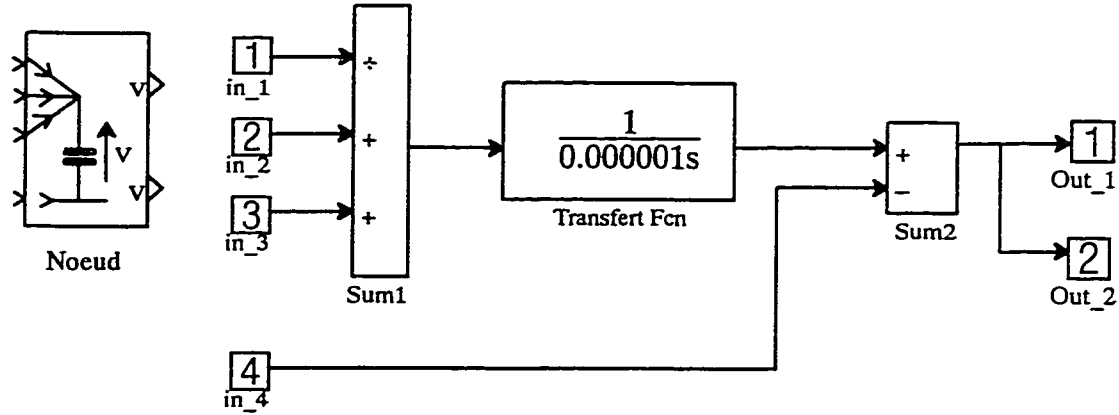 V
V
V
Noeud
1
in_1
2
in_2
3
in_3
4
in_4
÷
+
+
Sum1
1
0.000001s
Transfert Fcn
+
−
Sum2
1
Out_1
2
Out_2